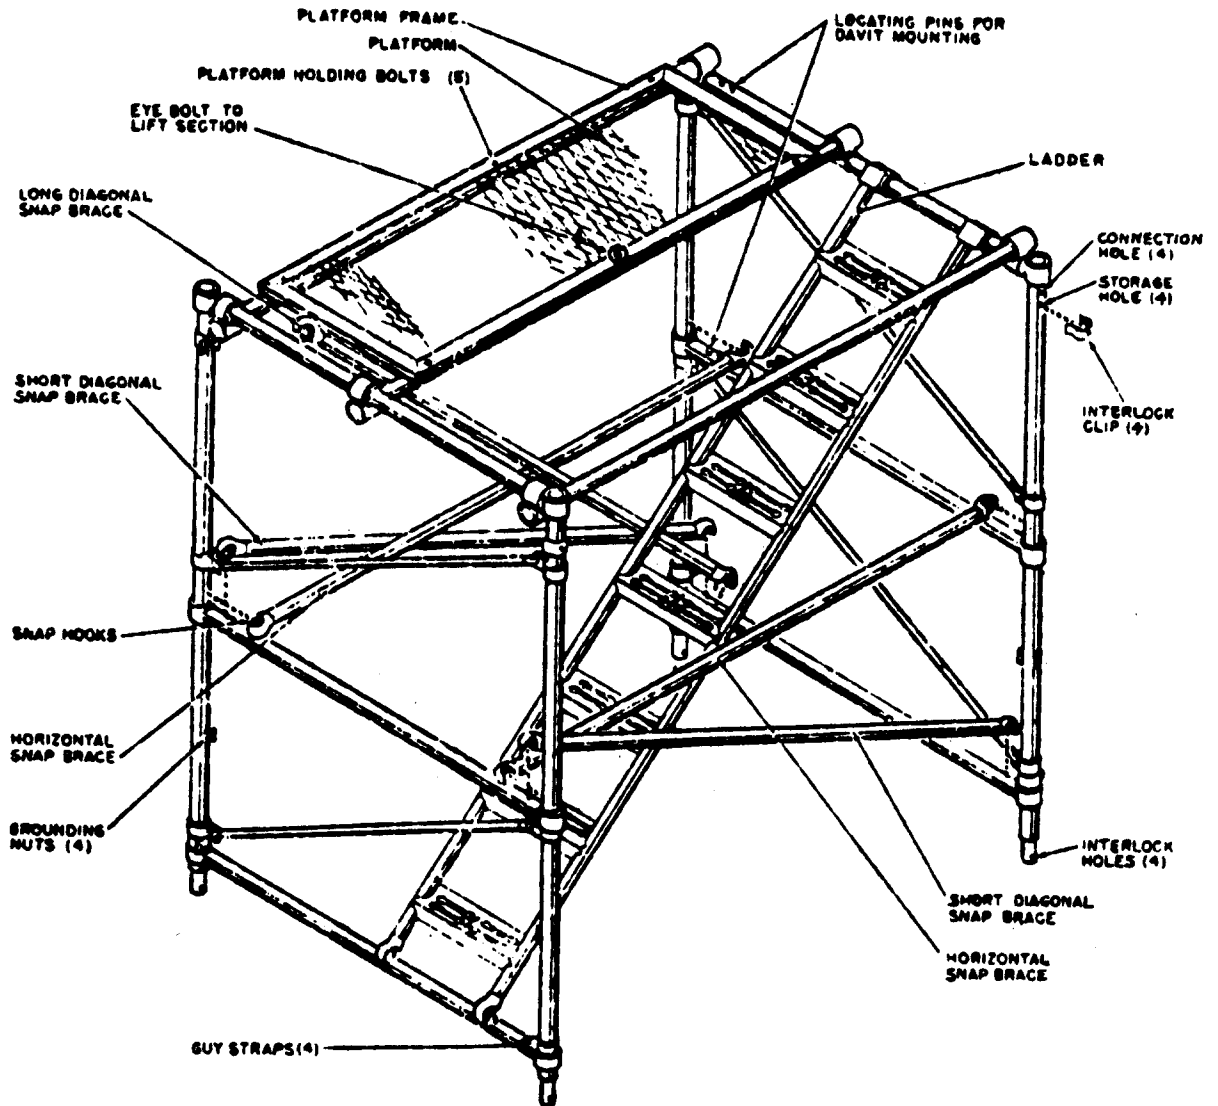 PLATFORM FRAME
PLATFORM
PLATFORM HOLDING BOLTS (5)
EYE BOLT TO
LIFT SECTION
LONG DIAGONAL
SNAP BRACE
SHORT DIAGONAL
SNAP BRACE
SNAP HOOKS
HORIZONTAL
SNAP BRACE
GROUNDING
NUTS (4)
GUY STRAPS (4)
LOCATING PINS FOR
DAVIT MOUNTING
LADDER
CONNECTION
HOLE (4)
STORAGE
HOLE (4)
INTERLOCK
CLIP (4)
INTERLOCK
HOLES (4)
SHORT DIAGONAL
SNAP BRACE
HORIZONTAL
SNAP BRACE